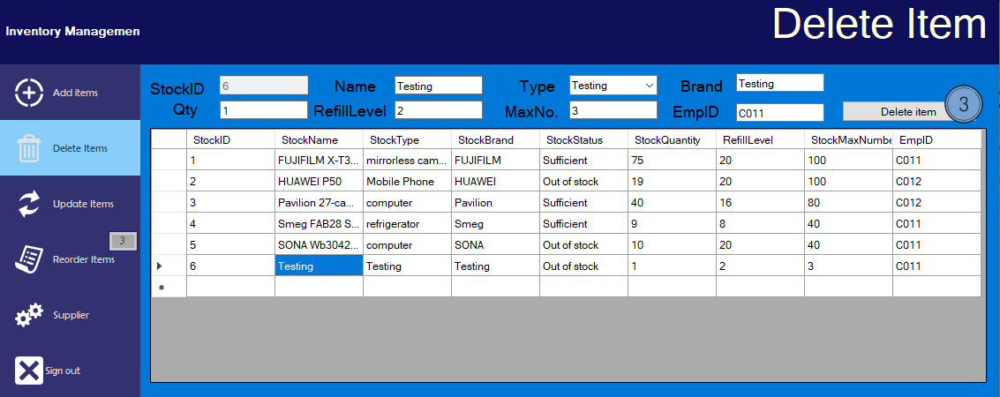 Inventory Managemen
Delete Item
Add items
Delete Items
Update Items
3
Reorder Items
Supplier
Sign out
StockID 6 Name Testing Type Testing Brand Testing
Qty 1 RefillLevel 2 MaxNo. 3 EmpID C011 Delete item 3
StockID StockName StockType StockBrand StockStatus StockQuantity RefillLevel StockMaxNumbe EmpID
1 FUJIFILM X-T3... mirrorless cam... FUJIFILM Sufficient 75 20 100 C011
2 HUAWEI P50 Mobile Phone HUAWEI Out of stock 19 20 100 C012
3 Pavilion 27-ca... computer Pavilion Sufficient 40 16 80 C012
4 Smeg FAB28 S... refrigerator Smeg Sufficient 9 8 40 C011
5 SONA Wb3042... computer SONA Out of stock 10 20 40 C011
6 Testing Testing Testing Out of stock 1 2 3 C011